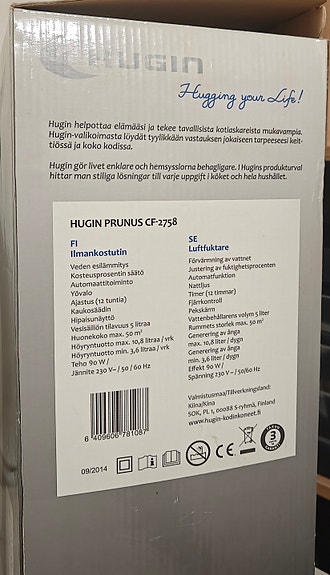 HUGIN
Hugging your Life!
Hugin helpottaa elämääsi ja tekee tavallisista kotiaskareista mukavampia.
Hugin-valikoimasta löydät tyylikkään vastauksen jokaiseen tarpeeseesi keit-
tiössä ja koko kodissa.
Hugin gör livet enklare och hemsysslorna behagligare. I Hugins produkturval
hittar man stiliga lösningar till varje uppgift i köket och hela hushållet.
HUGIN PRUNUS CF-2758
FI
Ilmankostutin
Veden esilämmitys
Kosteusprosentin säätö
Automaattitoiminto
Yövalo
Ajastus (12 tuntia)
Kaukosäädin
Hipaisunäyttö
Vesisäiliön tilavuus 5 litraa
Huonekoko max. 50 m²
Höyryntuotto max. 10,8 litraa / vrk
Höyryntuotto min. 3,6 litraa / vrk
Teho 90 W /
Jännite 230 V~ / 50/60 Hz
SE
Luftfuktare
Förvärmning av vattnet
Justering av fuktighetsprocenten
Automatfunktion
Nattljus
Timer (12 timmar)
Fjärrkontroll
Pekskärm
Vattenbehållarens volym 5 liter
Rummets storlek max. 50 m²
Generering av ånga
max. 10,8 liter / dygn
Generering av ånga
min. 3,6 liter / dygn
Effekt 90 W /
Spänning 230 V~ / 50/60 Hz
Valmistusmaa/Tillverkningsland:
Kiina/Kina
SOK, PL 1, 00088 S-ryhmä, Finland
www.hugin-kodinkoneet.fi
6 409606 781087
09/2014
CE
3